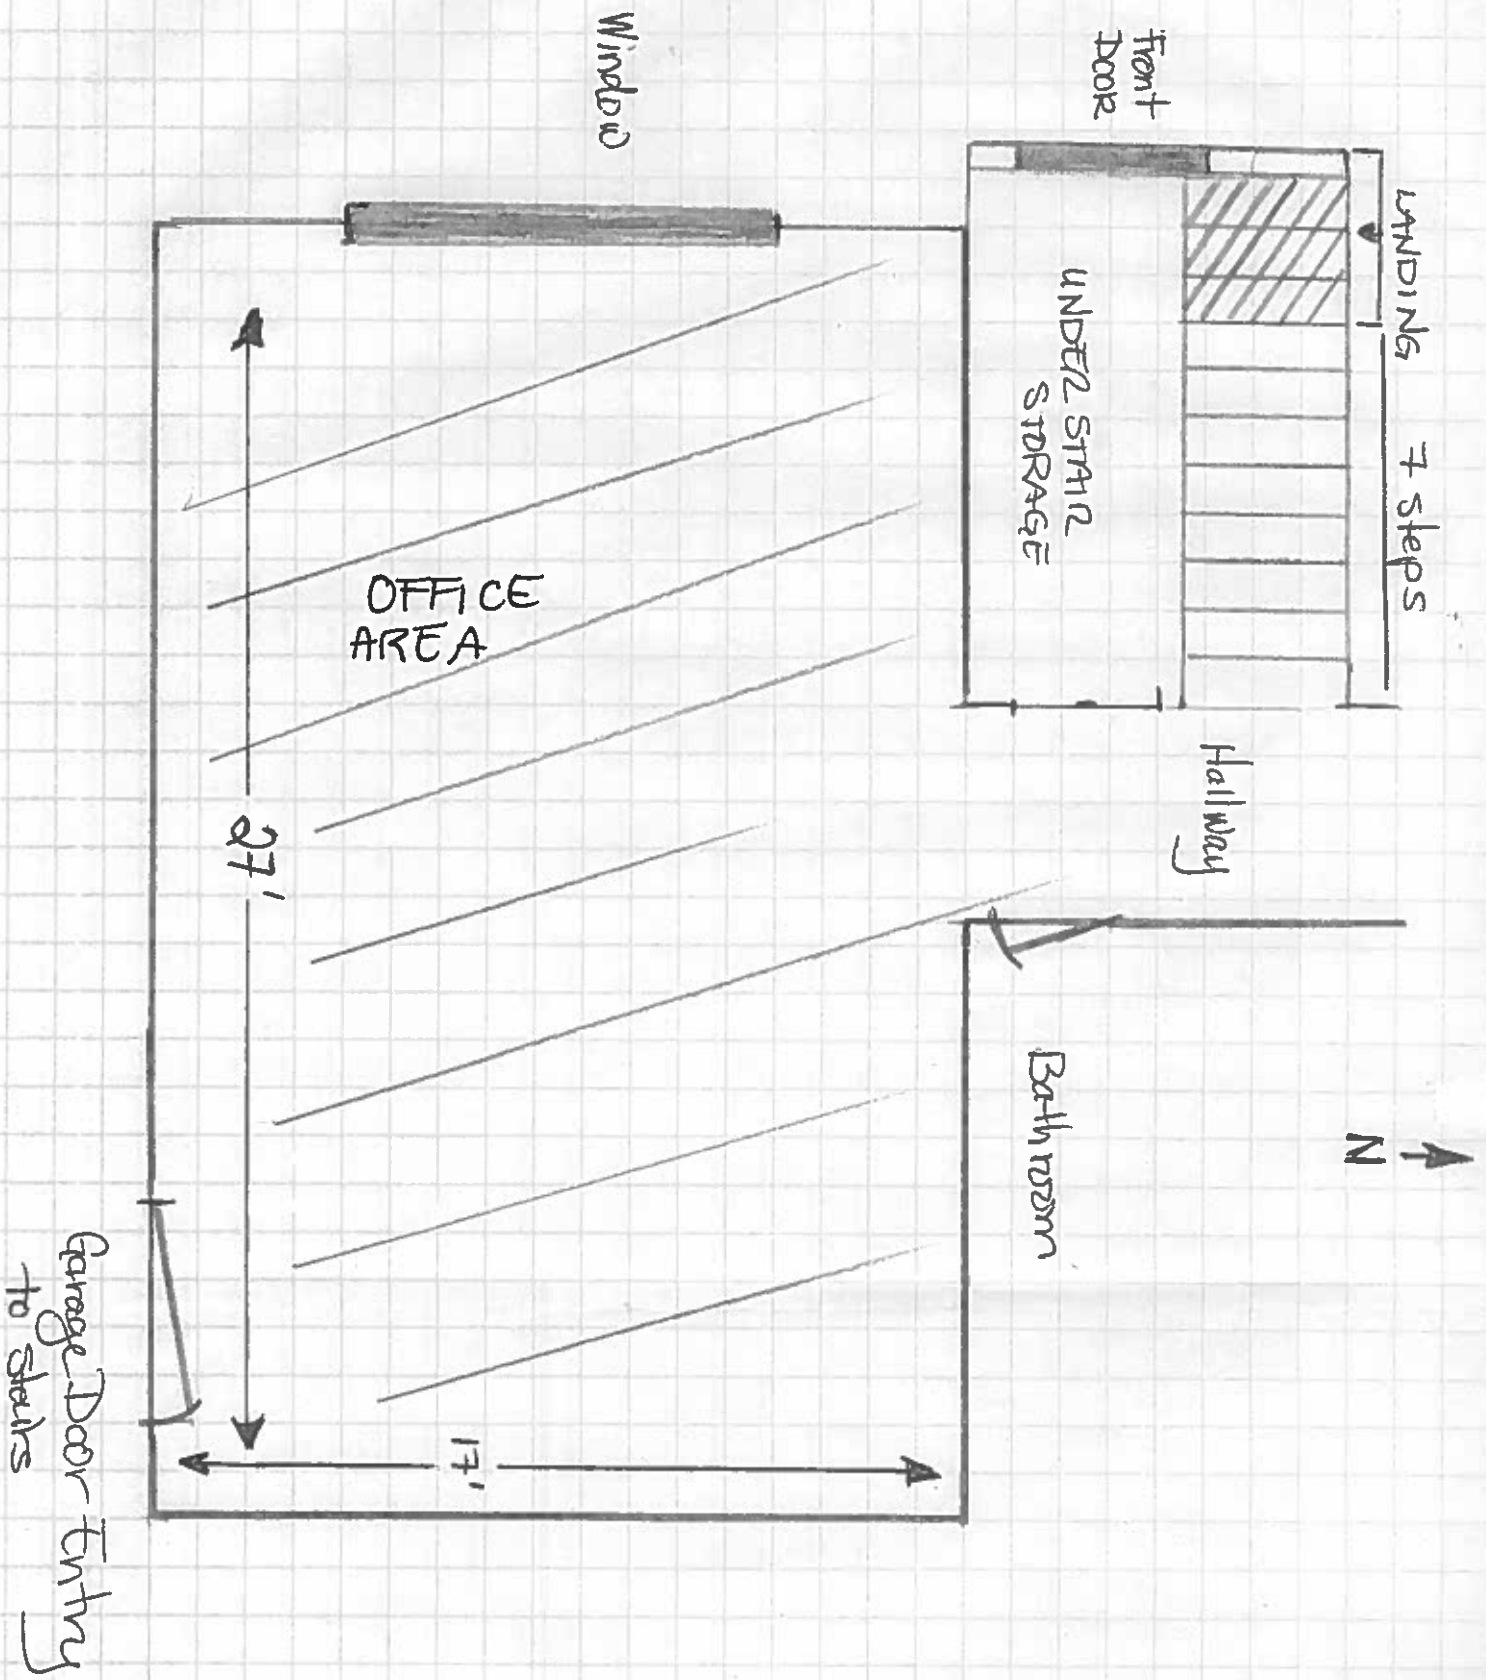 Window
Front
DOOR
LANDING
7 Steps
UNDER STAIR
STORAGE
OFFICE
AREA
Hallway
27'
Bathroom
N
17'
Garage Door Entry
to Stairs